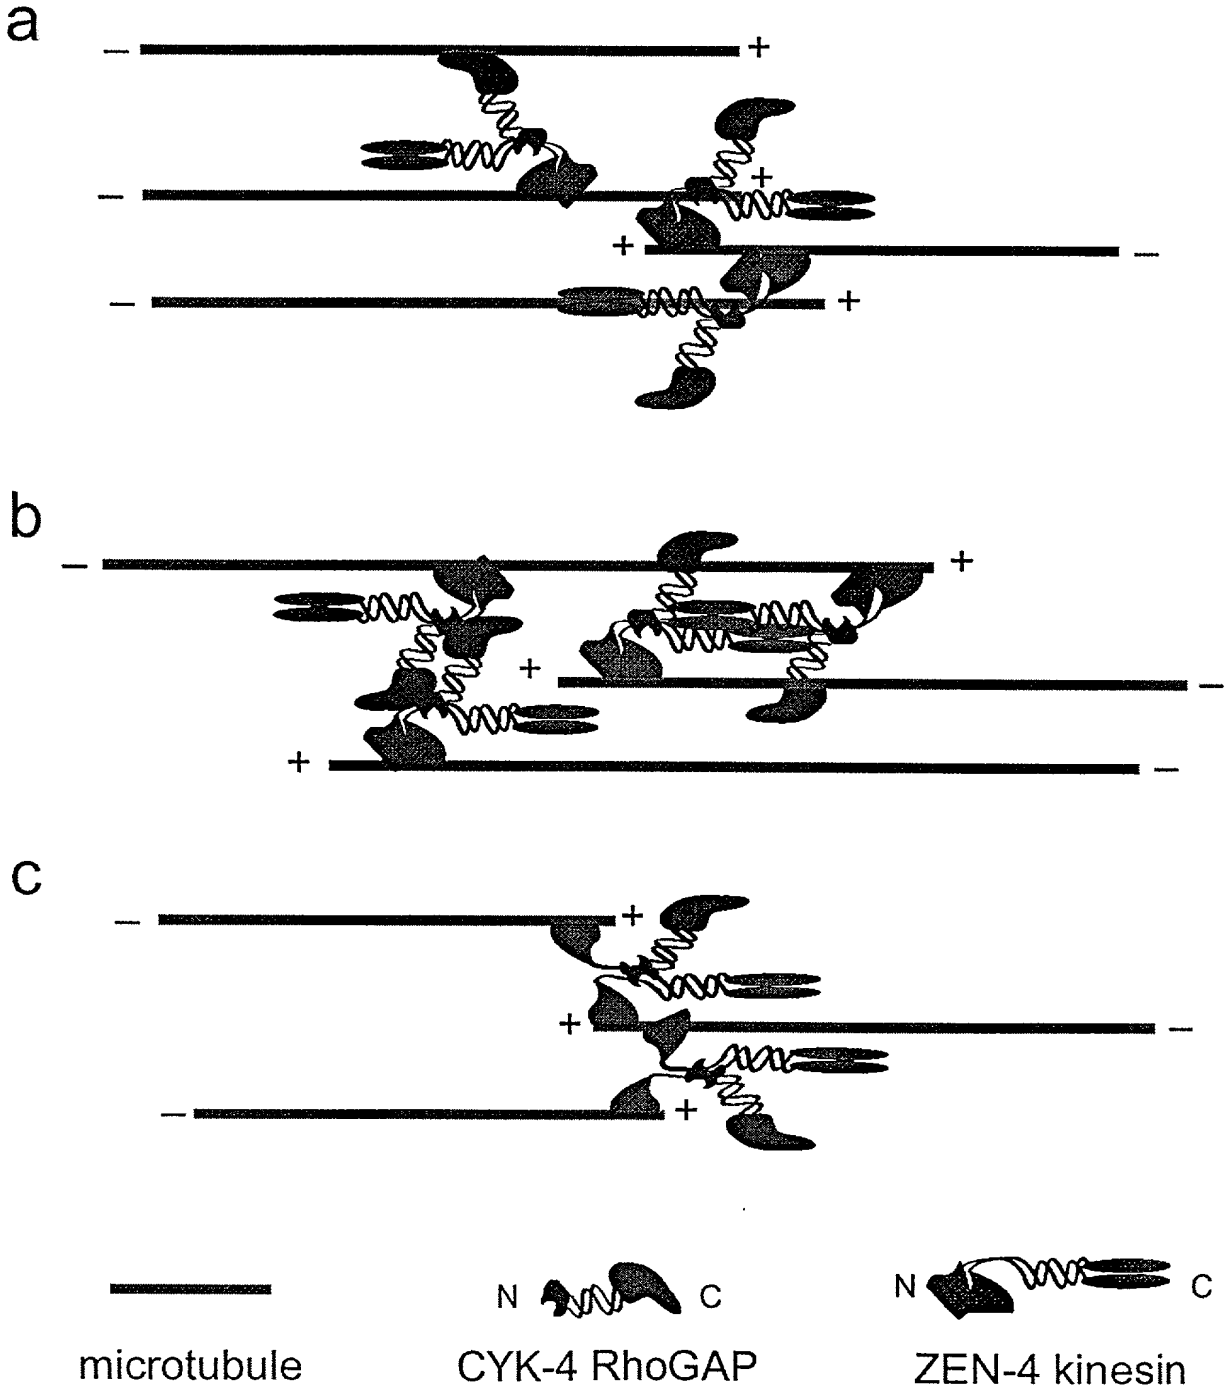 a
− +
− +
+ −
− +
b
− +
+ −
+ −
c
− +
+ −
− +
N C N C
microtubule CYK-4 RhoGAP ZEN-4 kinesin